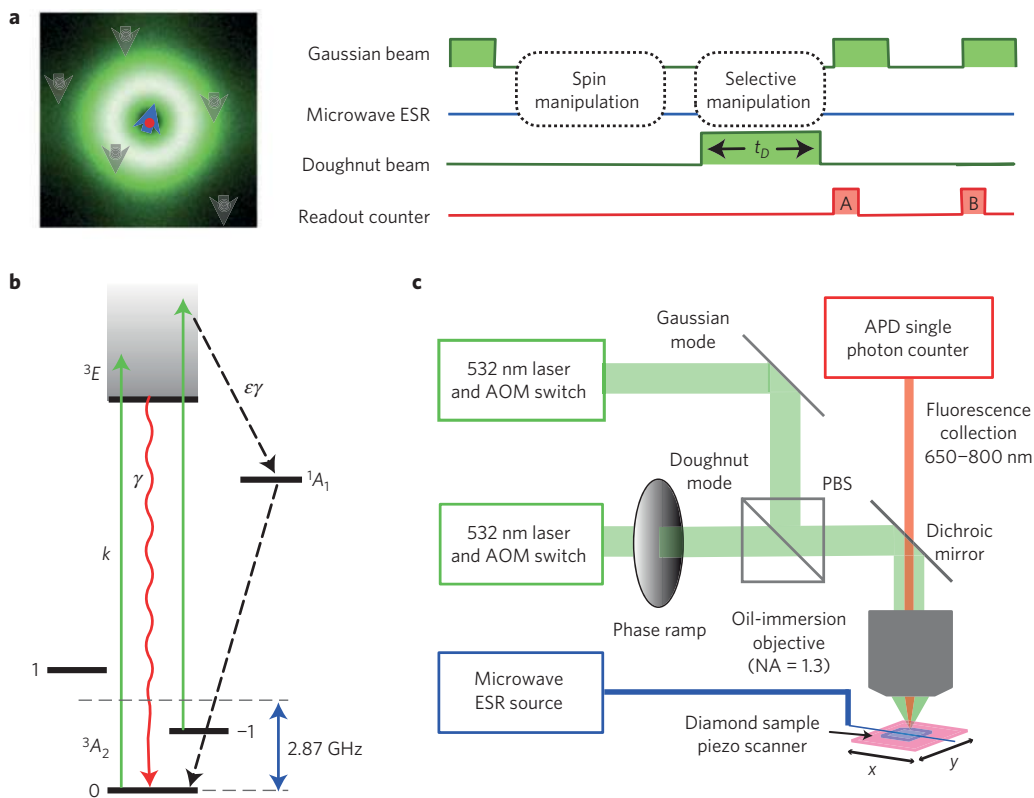 a
Gaussian beam
Spin
manipulation
Selective
manipulation
Microwave ESR
Doughnut beam
t_D
Readout counter
A
B
b
³E
εγ
γ
¹A₁
k
1
³A₂
−1
2.87 GHz
0
c
Gaussian
mode
APD single
photon counter
532 nm laser
and AOM switch
Fluorescence
collection
650–800 nm
Doughnut
mode
PBS
532 nm laser
and AOM switch
Dichroic
mirror
Phase ramp
Oil-immersion
objective
(NA = 1.3)
Microwave
ESR source
Diamond sample
piezo scanner
x
y